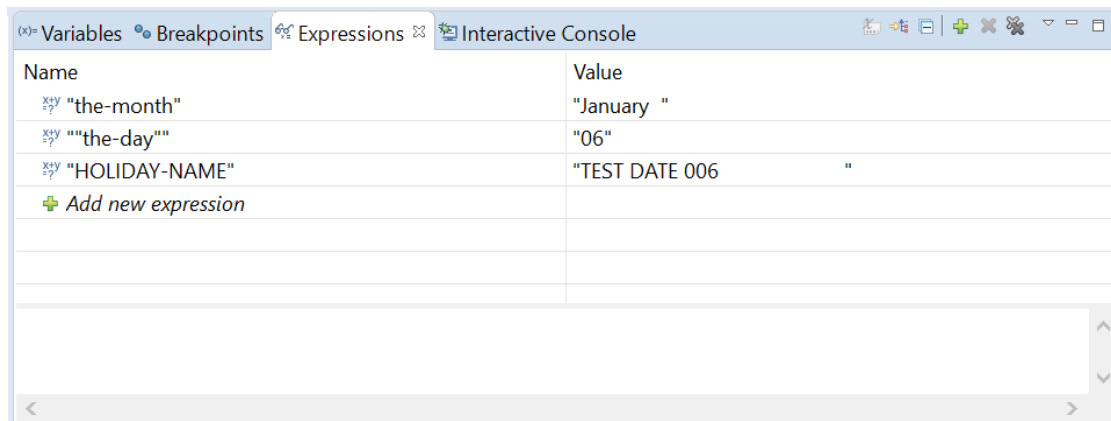 (x)= Variables Breakpoints Expressions Interactive Console
Name Value
x+y=? "the-month" "January  "
x+y=? ""the-day"" "06"
x+y=? "HOLIDAY-NAME" "TEST DATE 006                    "
Add new expression